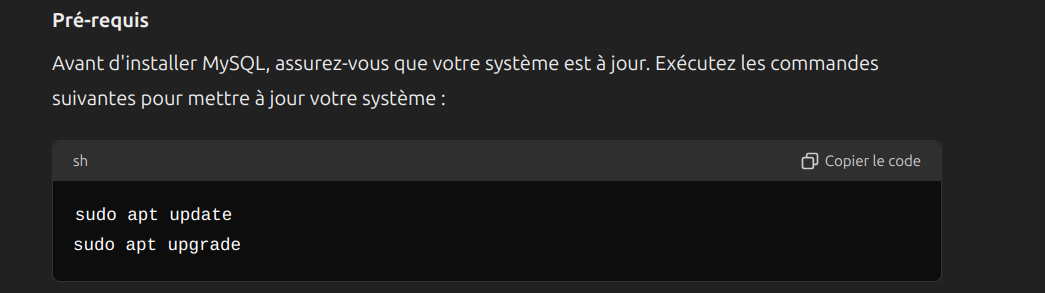 Pré-requis
Avant d'installer MySQL, assurez-vous que votre système est à jour. Exécutez les commandes
suivantes pour mettre à jour votre système :
sh
Copier le code
sudo apt update
sudo apt upgrade